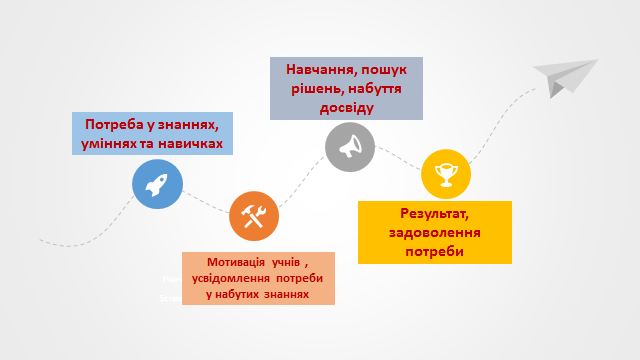 Потреба у знаннях,
уміннях та навичках
Мотивація учнів ,
усвідомлення потреби
у набутих знаннях
Навчання, пошук
рішень, набуття
досвіду
Результат,
задоволення
потреби